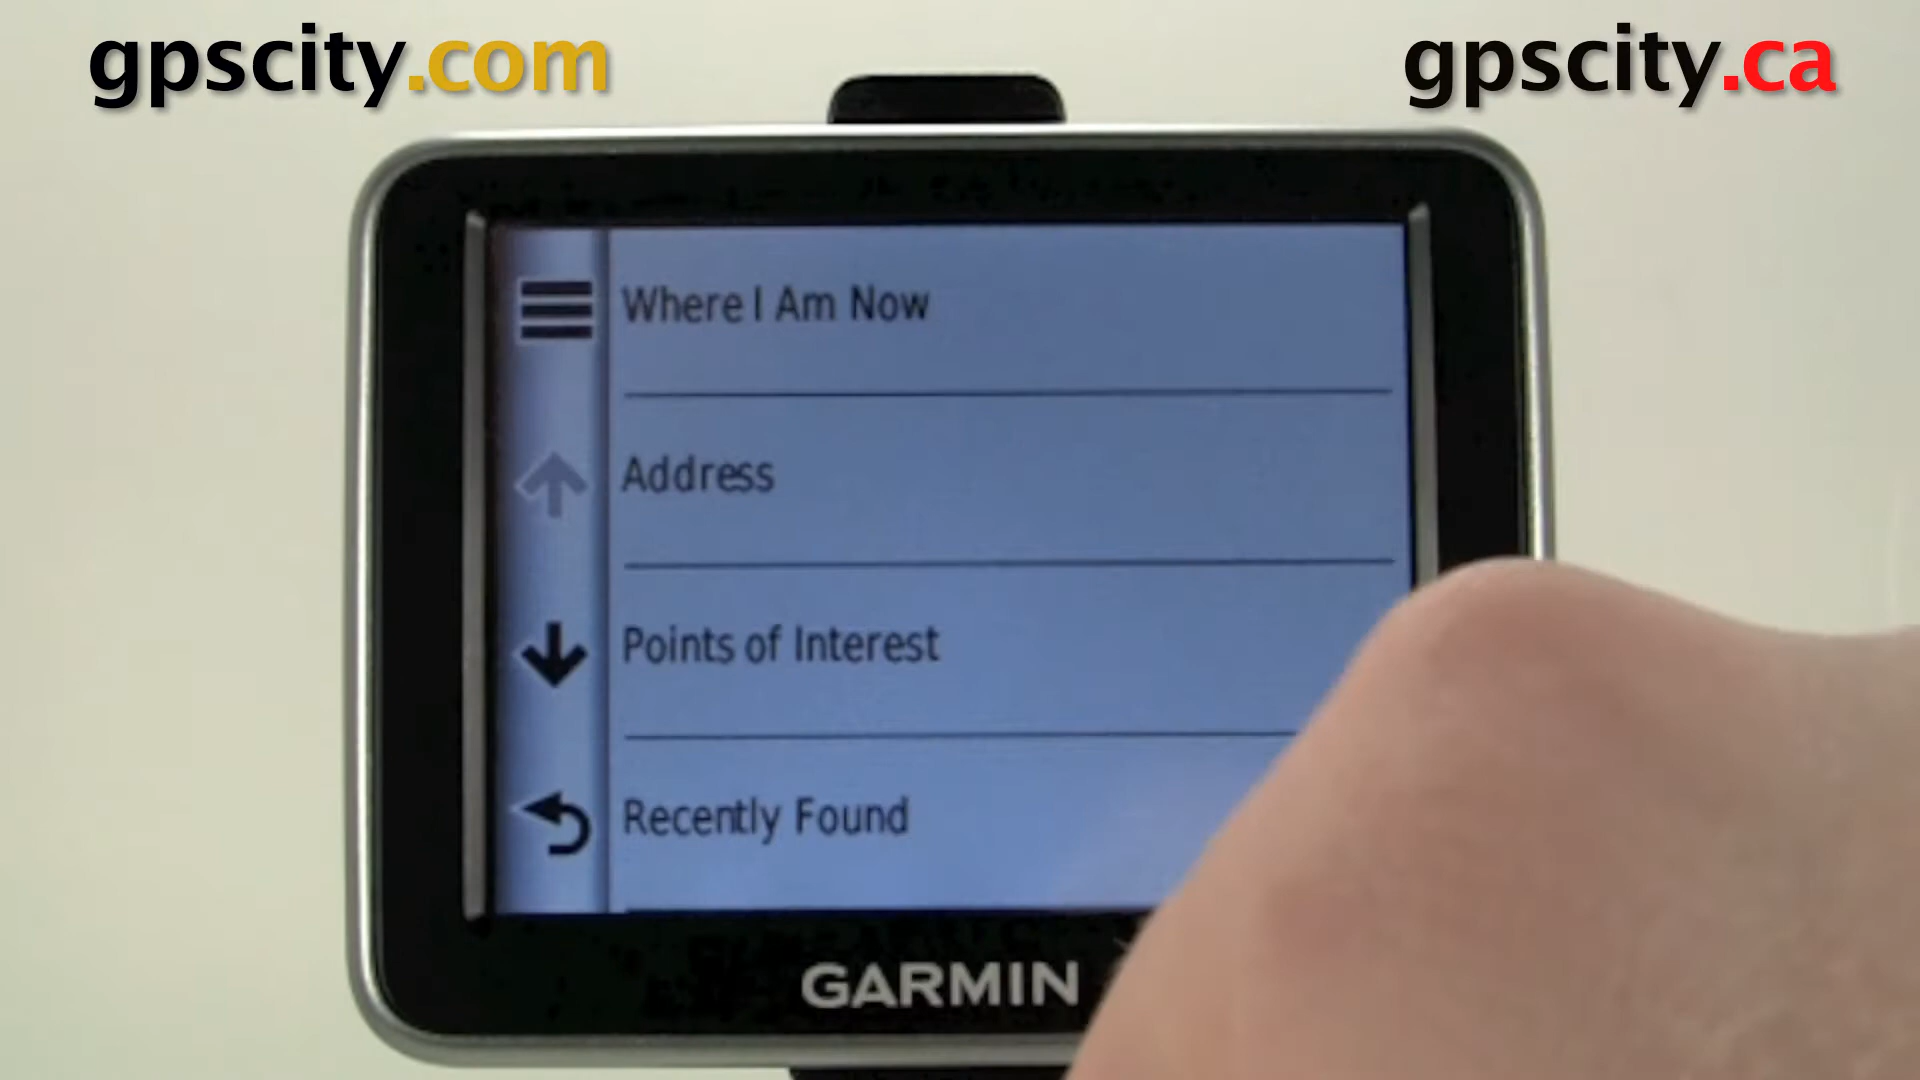 gpscity.com
gpscity.ca
Where I Am Now
Address
Points of Interest
Recently Found
GARMIN